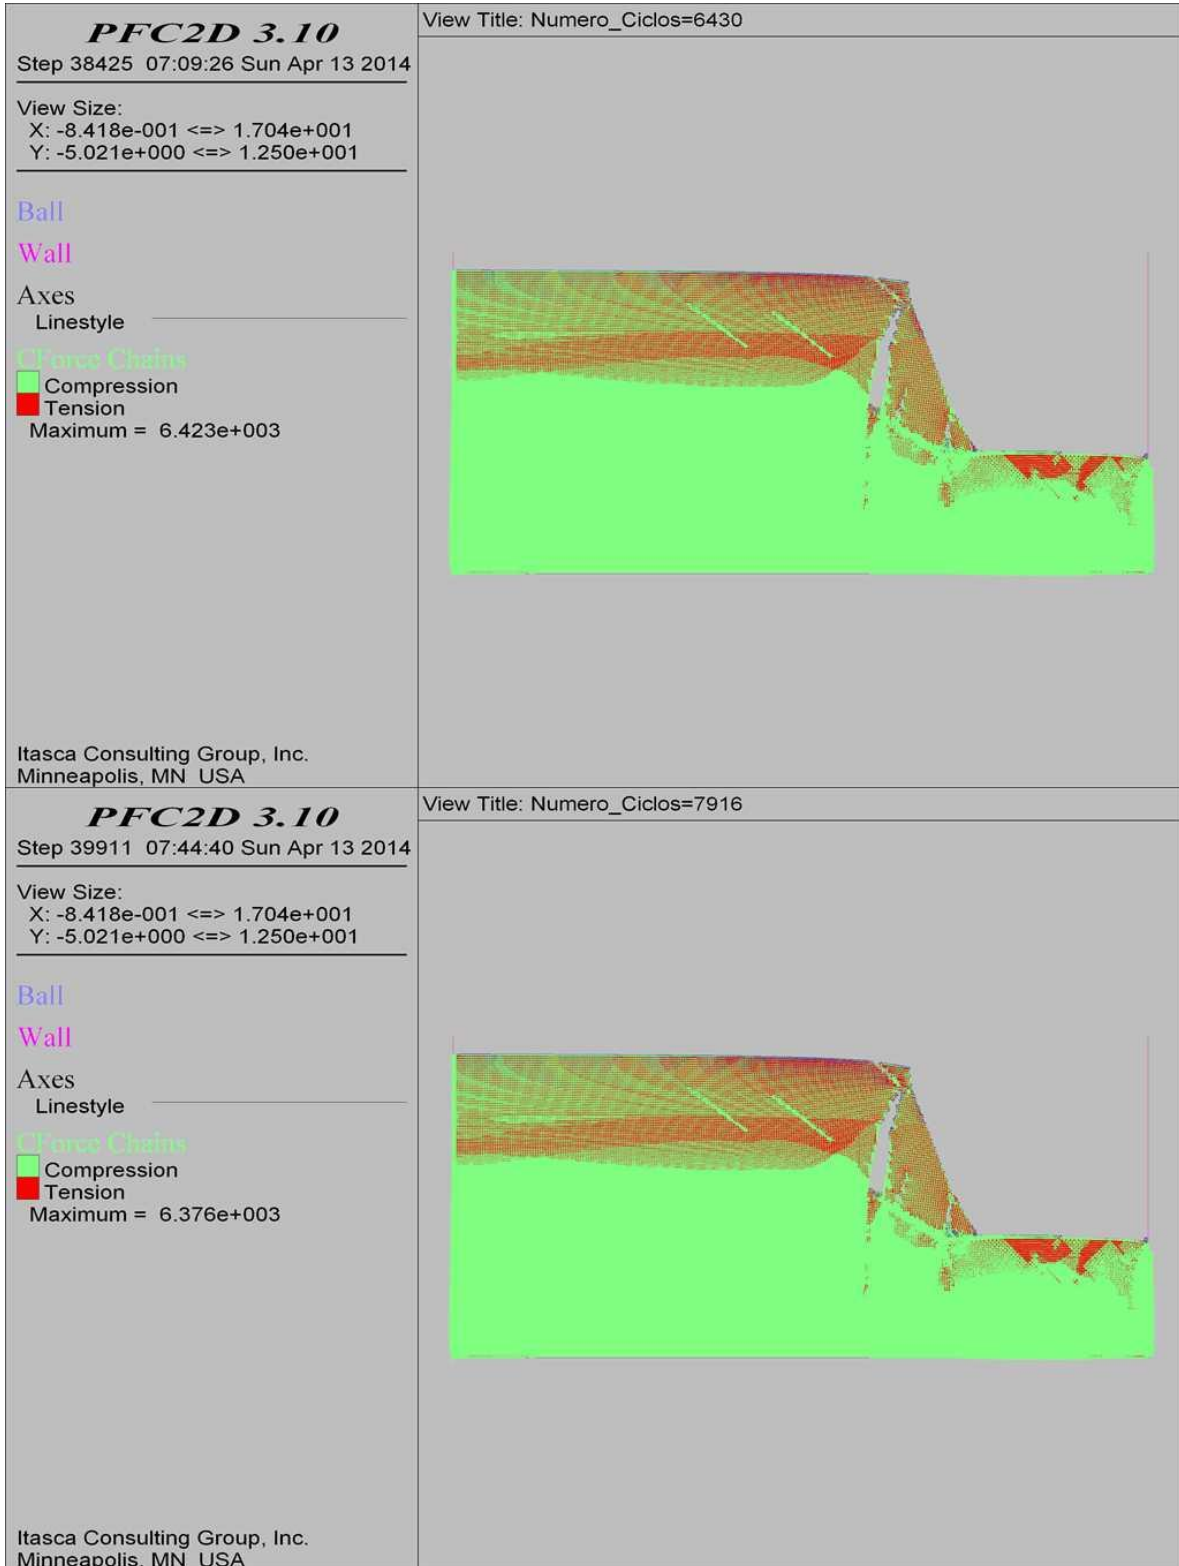 PFC2D 3.10
Step 38425 07:09:26 Sun Apr 13 2014
View Size:
X: -8.418e-001 <=> 1.704e+001
Y: -5.021e+000 <=> 1.250e+001
Ball
Wall
Axes
Linestyle
CForce Chains
Compression
Tension
Maximum = 6.423e+003
Itasca Consulting Group, Inc.
Minneapolis, MN USA
View Title: Numero_Ciclos=6430
PFC2D 3.10
Step 39911 07:44:40 Sun Apr 13 2014
View Size:
X: -8.418e-001 <=> 1.704e+001
Y: -5.021e+000 <=> 1.250e+001
Ball
Wall
Axes
Linestyle
CForce Chains
Compression
Tension
Maximum = 6.376e+003
Itasca Consulting Group, Inc.
Minneapolis, MN USA
View Title: Numero_Ciclos=7916